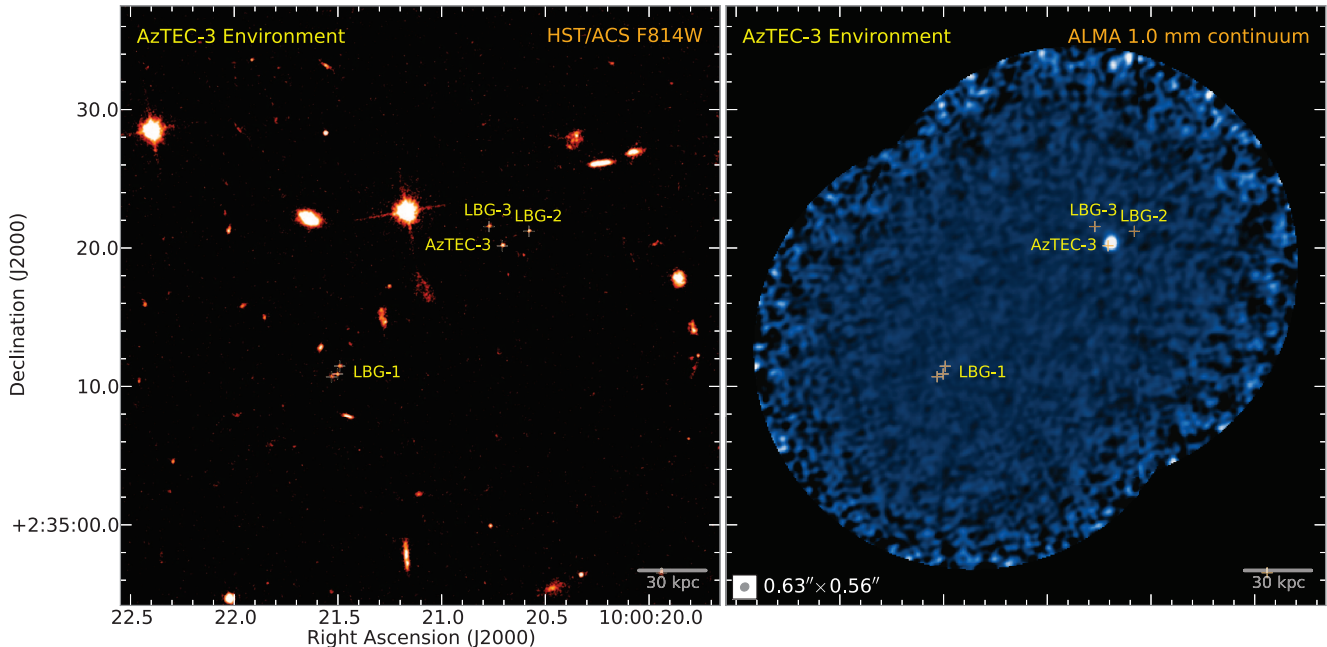 AzTEC-3 Environment
HST/ACS F814W
30.0
LBG-3
LBG-2
20.0
AzTEC-3
10.0
LBG-1
+2:35:00.0
30 kpc
22.5
22.0
21.5
21.0
20.5
10:00:20.0
Right Ascension (J2000)
Declination (J2000)
AzTEC-3 Environment
ALMA 1.0 mm continuum
LBG-3
LBG-2
AzTEC-3
LBG-1
0.63″×0.56″
30 kpc